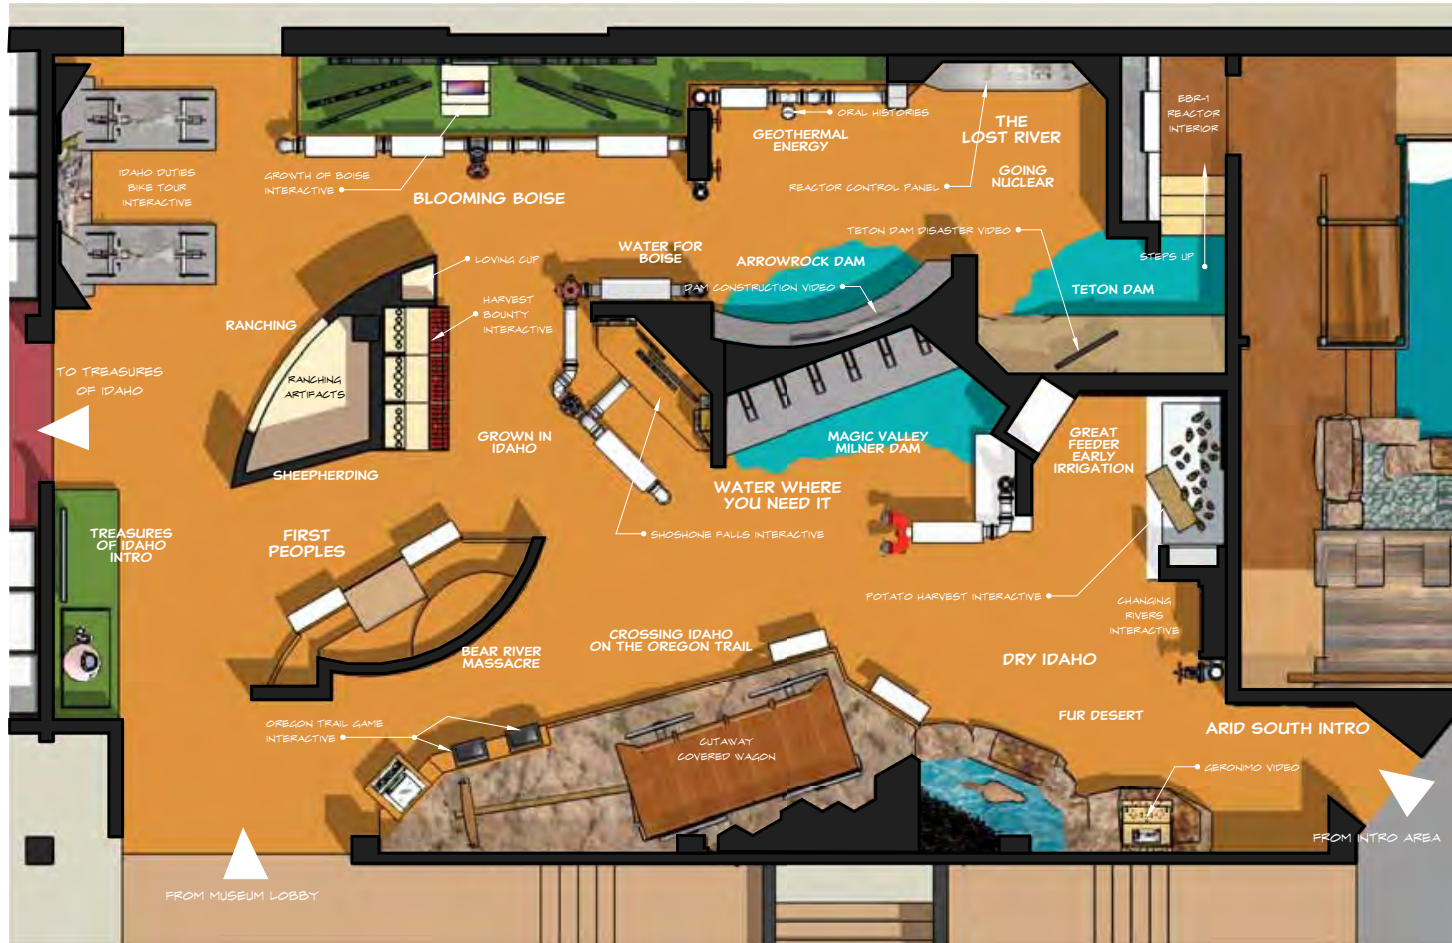 EBR-1
REACTOR
INTERIOR
ORAL HISTORIES
THE
LOST RIVER
GEOTHERMAL
ENERGY
IDAHO DUTIES
BIKE TOUR
INTERACTIVE
GROWTH OF BOISE
INTERACTIVE
GOING
NUCLEAR
REACTOR CONTROL PANEL
BLOOMING BOISE
TETON DAM DISASTER VIDEO
WATER FOR
BOISE
ARROWROCK DAM
STEPS UP
LOVING CUP
DAM CONSTRUCTION VIDEO
TETON DAM
HARVEST
BOUNTY
INTERACTIVE
RANCHING
TO TREASURES
OF IDAHO
RANCHING
ARTIFACTS
GROWN IN
IDAHO
MAGIC VALLEY
MILNER DAM
GREAT
FEEDER
EARLY
IRRIGATION
SHEEPHERDING
WATER WHERE
YOU NEED IT
TREASURES
OF IDAHO
INTRO
FIRST
PEOPLES
SHOSHONE FALLS INTERACTIVE
POTATO HARVEST INTERACTIVE
CHANGING
RIVERS
INTERACTIVE
CROSSING IDAHO
ON THE OREGON TRAIL
BEAR RIVER
MASSACRE
DRY IDAHO
FUR DESERT
OREGON TRAIL GAME
INTERACTIVE
ARID SOUTH INTRO
CUTAWAY
COVERED WAGON
GERONIMO VIDEO
FROM INTRO AREA
FROM MUSEUM LOBBY